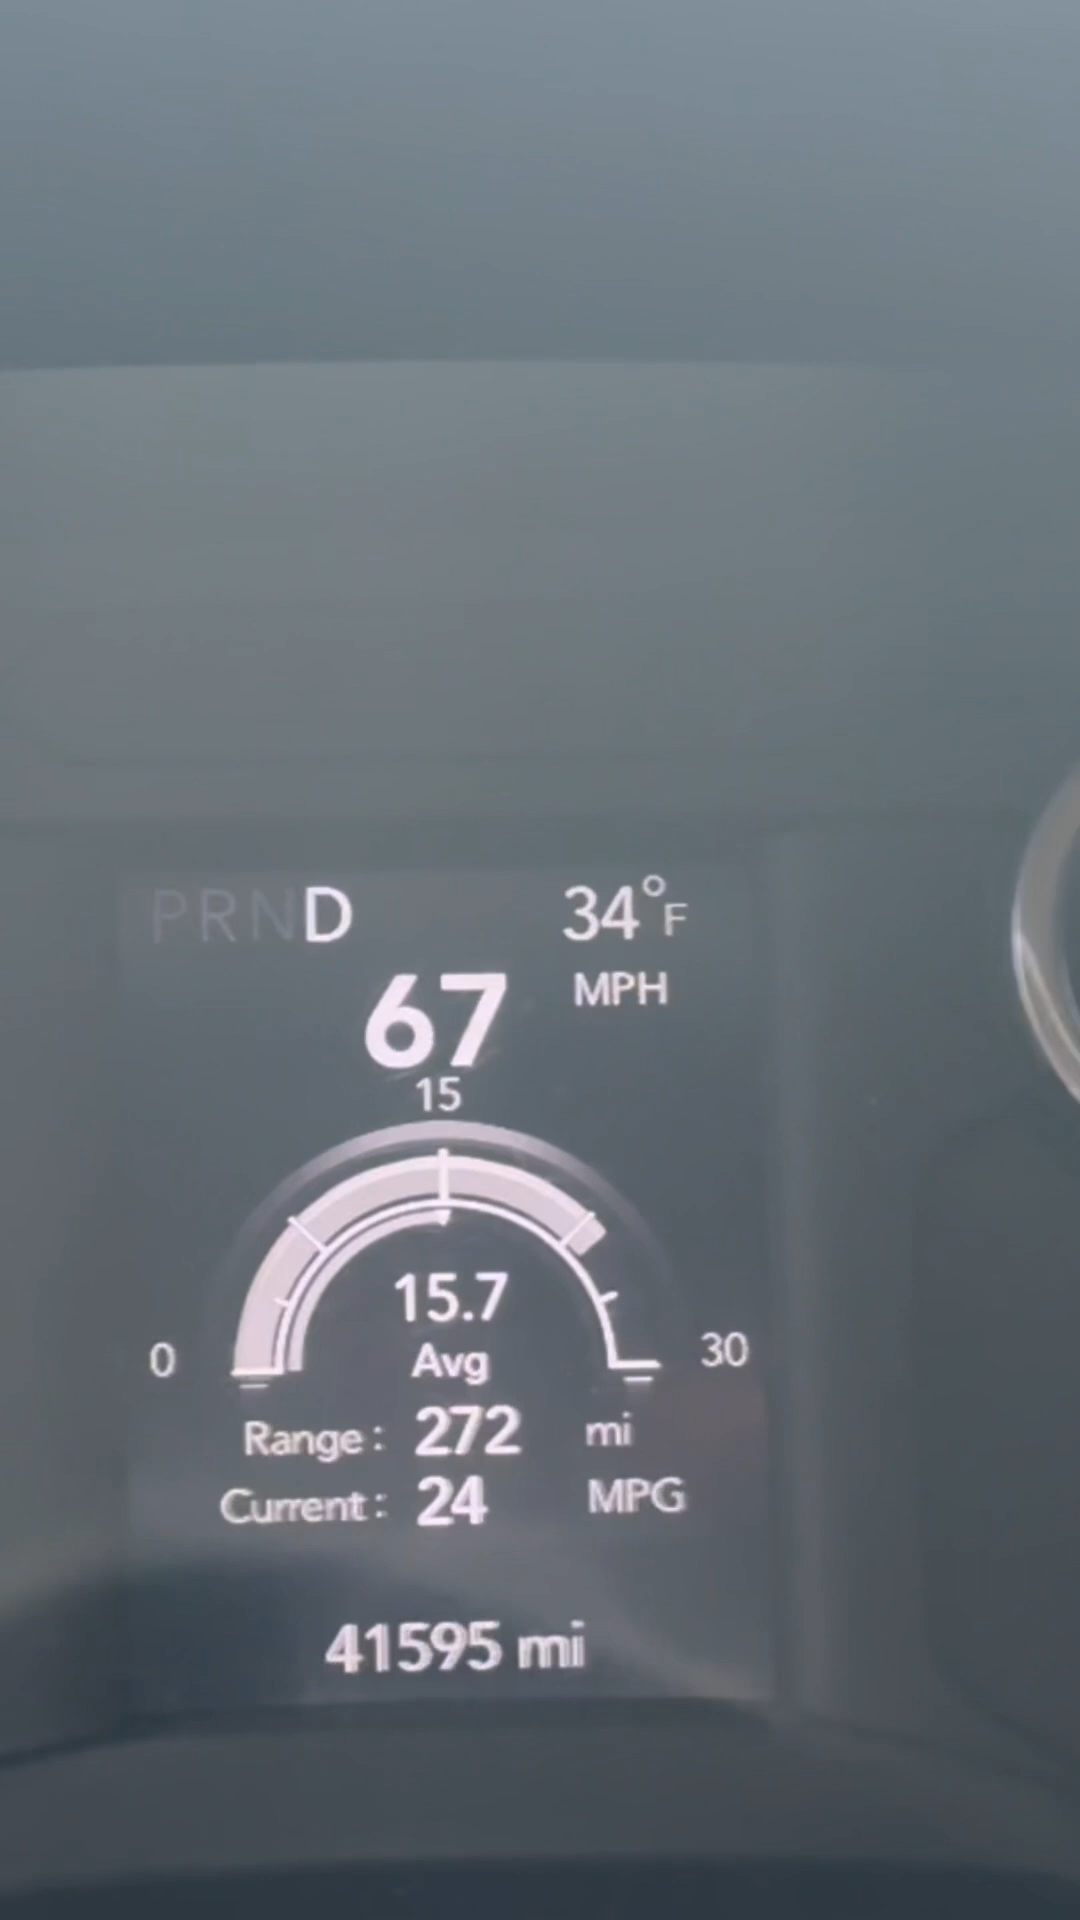 PRND 34°F
67 MPH
15
0 30
15.7
Avg
Range: 272 mi
Current: 24 MPG
41595 mi